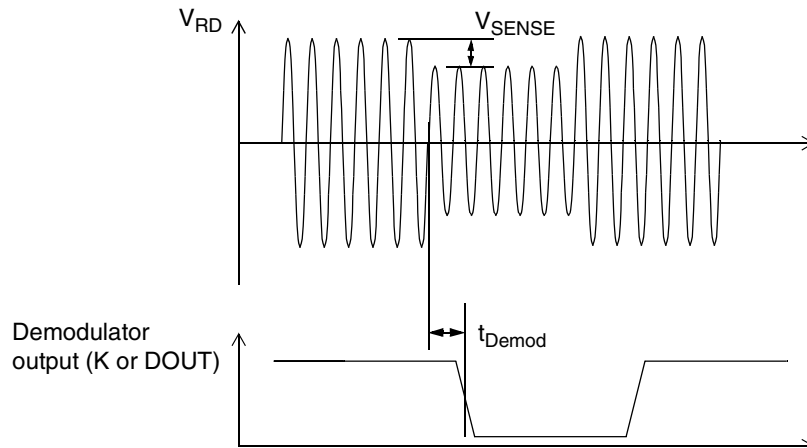 V_RD
V_SENSE
t_Demod
Demodulator
output (K or DOUT)